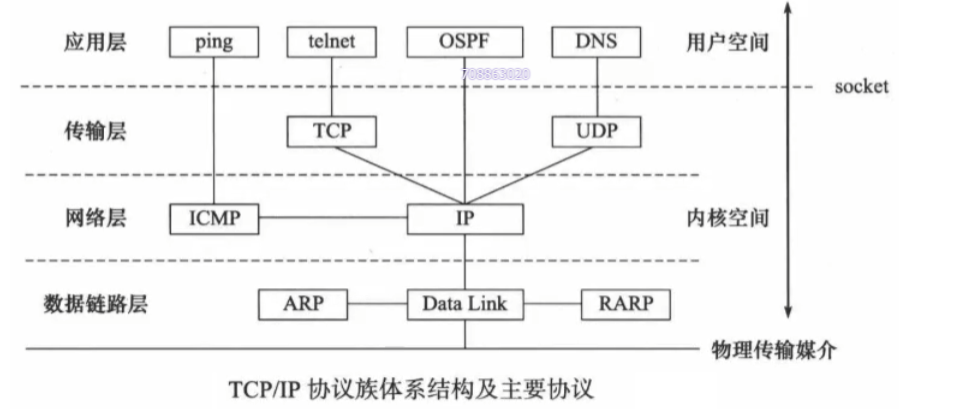 应用层 ping telnet OSPF DNS 用户空间
708863020
socket
传输层 TCP UDP
网络层 ICMP IP 内核空间
数据链路层 ARP Data Link RARP
物理传输媒介
TCP/IP 协议族体系结构及主要协议